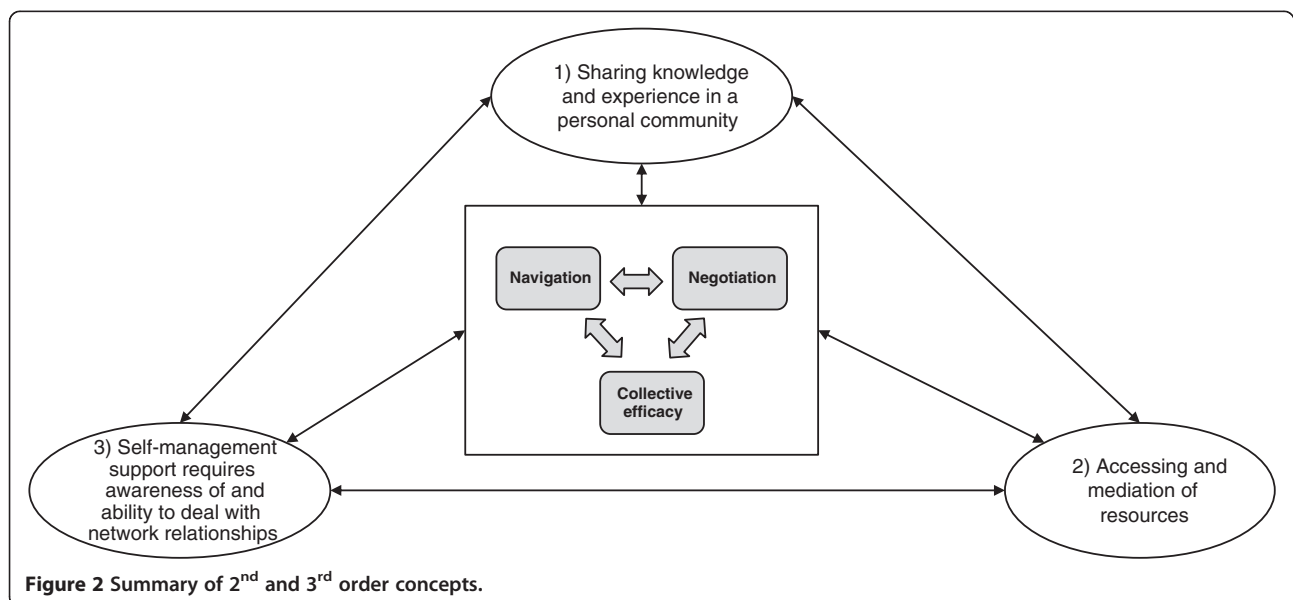 1) Sharing knowledge
and experience in a
personal community
Navigation
Negotiation
Collective
efficacy
3) Self-management
support requires
awareness of and
ability to deal with
network relationships
2) Accessing and
mediation of
resources
Figure 2 Summary of 2nd and 3rd order concepts.